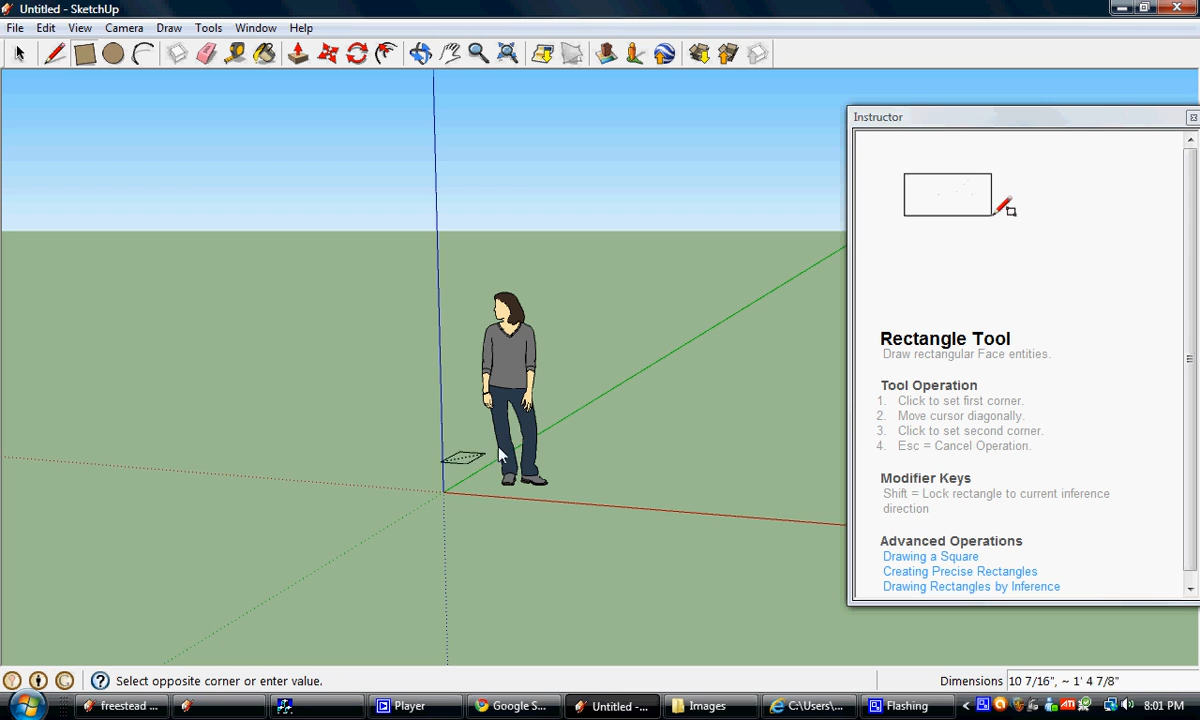 Untitled - SketchUp
File Edit View Camera Draw Tools Window Help
Instructor
Rectangle Tool
Draw rectangular Face entities.
Tool Operation
1. Click to set first corner.
2. Move cursor diagonally.
3. Click to set second corner.
4. Esc = Cancel Operation.
Modifier Keys
Shift = Lock rectangle to current inference
direction
Advanced Operations
Drawing a Square
Creating Precise Rectangles
Drawing Rectangles by Inference
Select opposite corner or enter value.
Dimensions 10 7/16", ~ 1' 4 7/8"
freestead ... Player Google S... Untitled -... Images C:\Users\... Flashing 8:01 PM